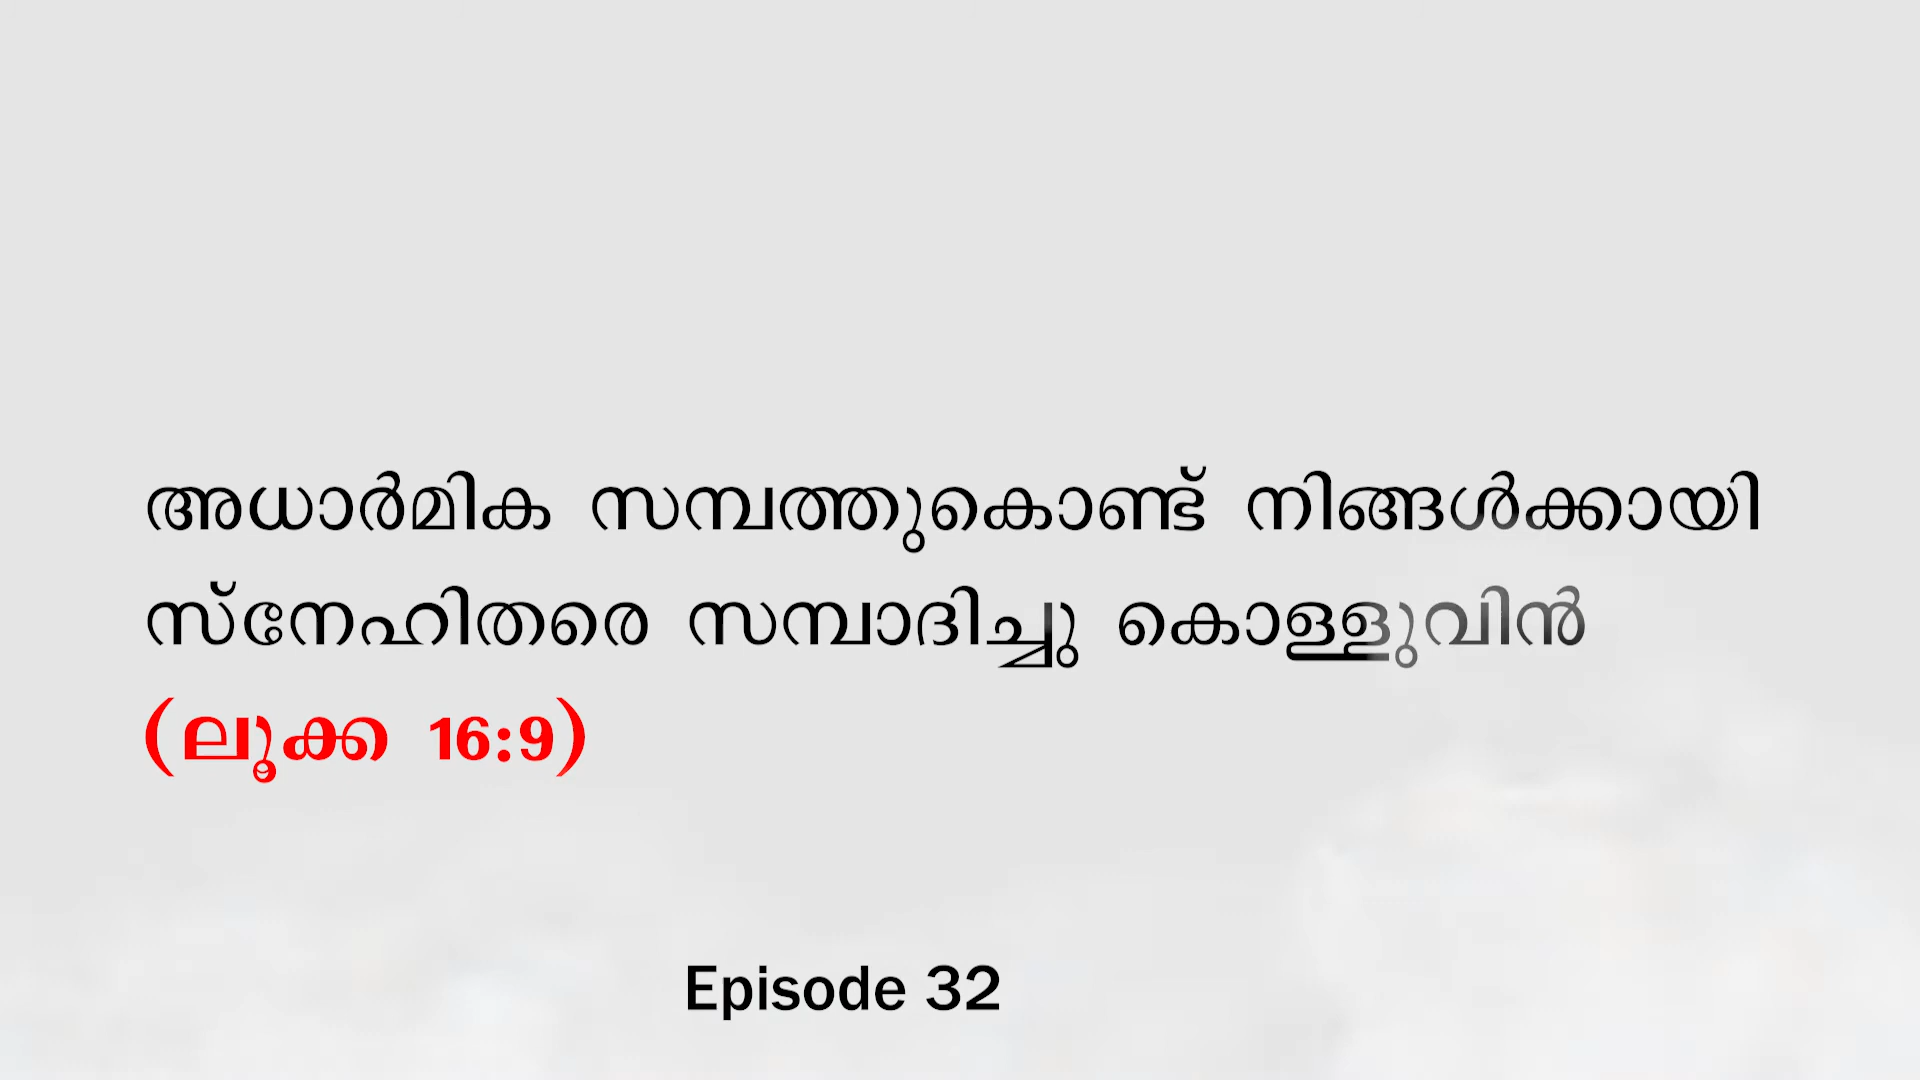 അധാർമിക സമ്പത്തുകൊണ്ട് നിങ്ങൾക്കായി
സ്നേഹിതരെ സമ്പാദിച്ചു കൊള്ളുവിൻ
(ലൂക്ക 16:9)
Episode 32